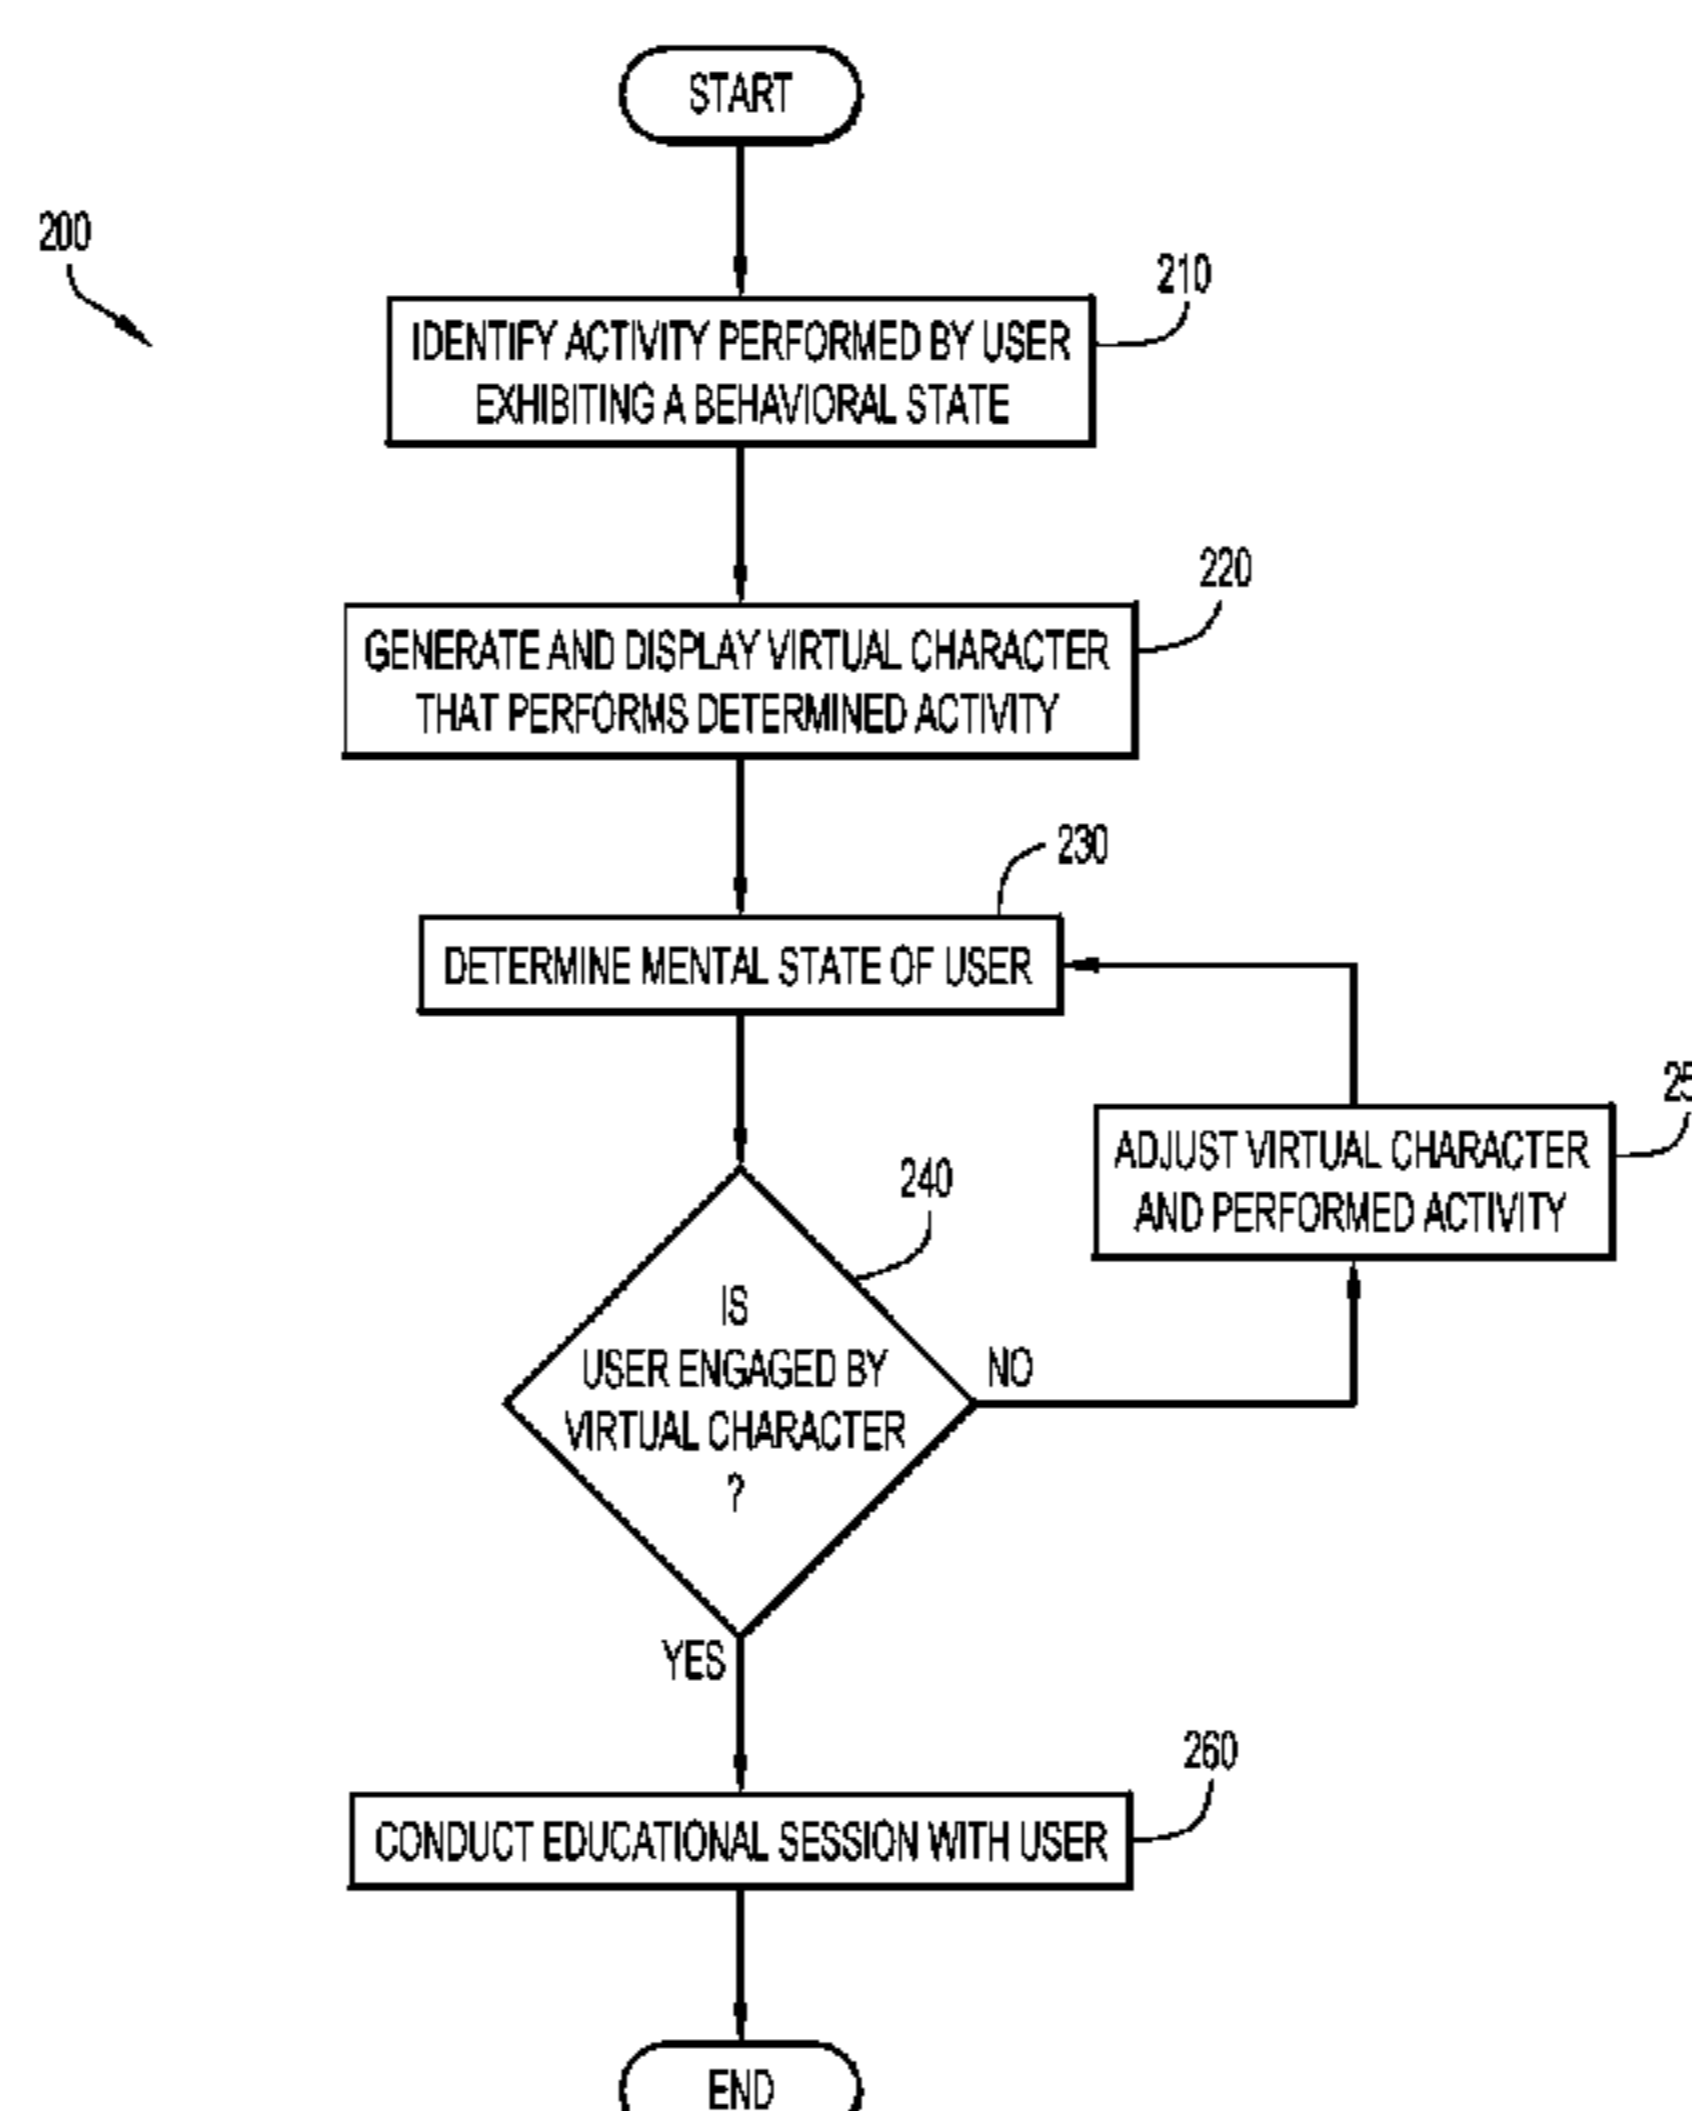 START
200
210
IDENTIFY ACTIVITY PERFORMED BY USER
EXHIBITING A BEHAVIORAL STATE
220
GENERATE AND DISPLAY VIRTUAL CHARACTER
THAT PERFORMS DETERMINED ACTIVITY
230
DETERMINE MENTAL STATE OF USER
240
IS
USER ENGAGED BY
VIRTUAL CHARACTER
?
NO
ADJUST VIRTUAL CHARACTER
AND PERFORMED ACTIVITY
YES
260
CONDUCT EDUCATIONAL SESSION WITH USER
END